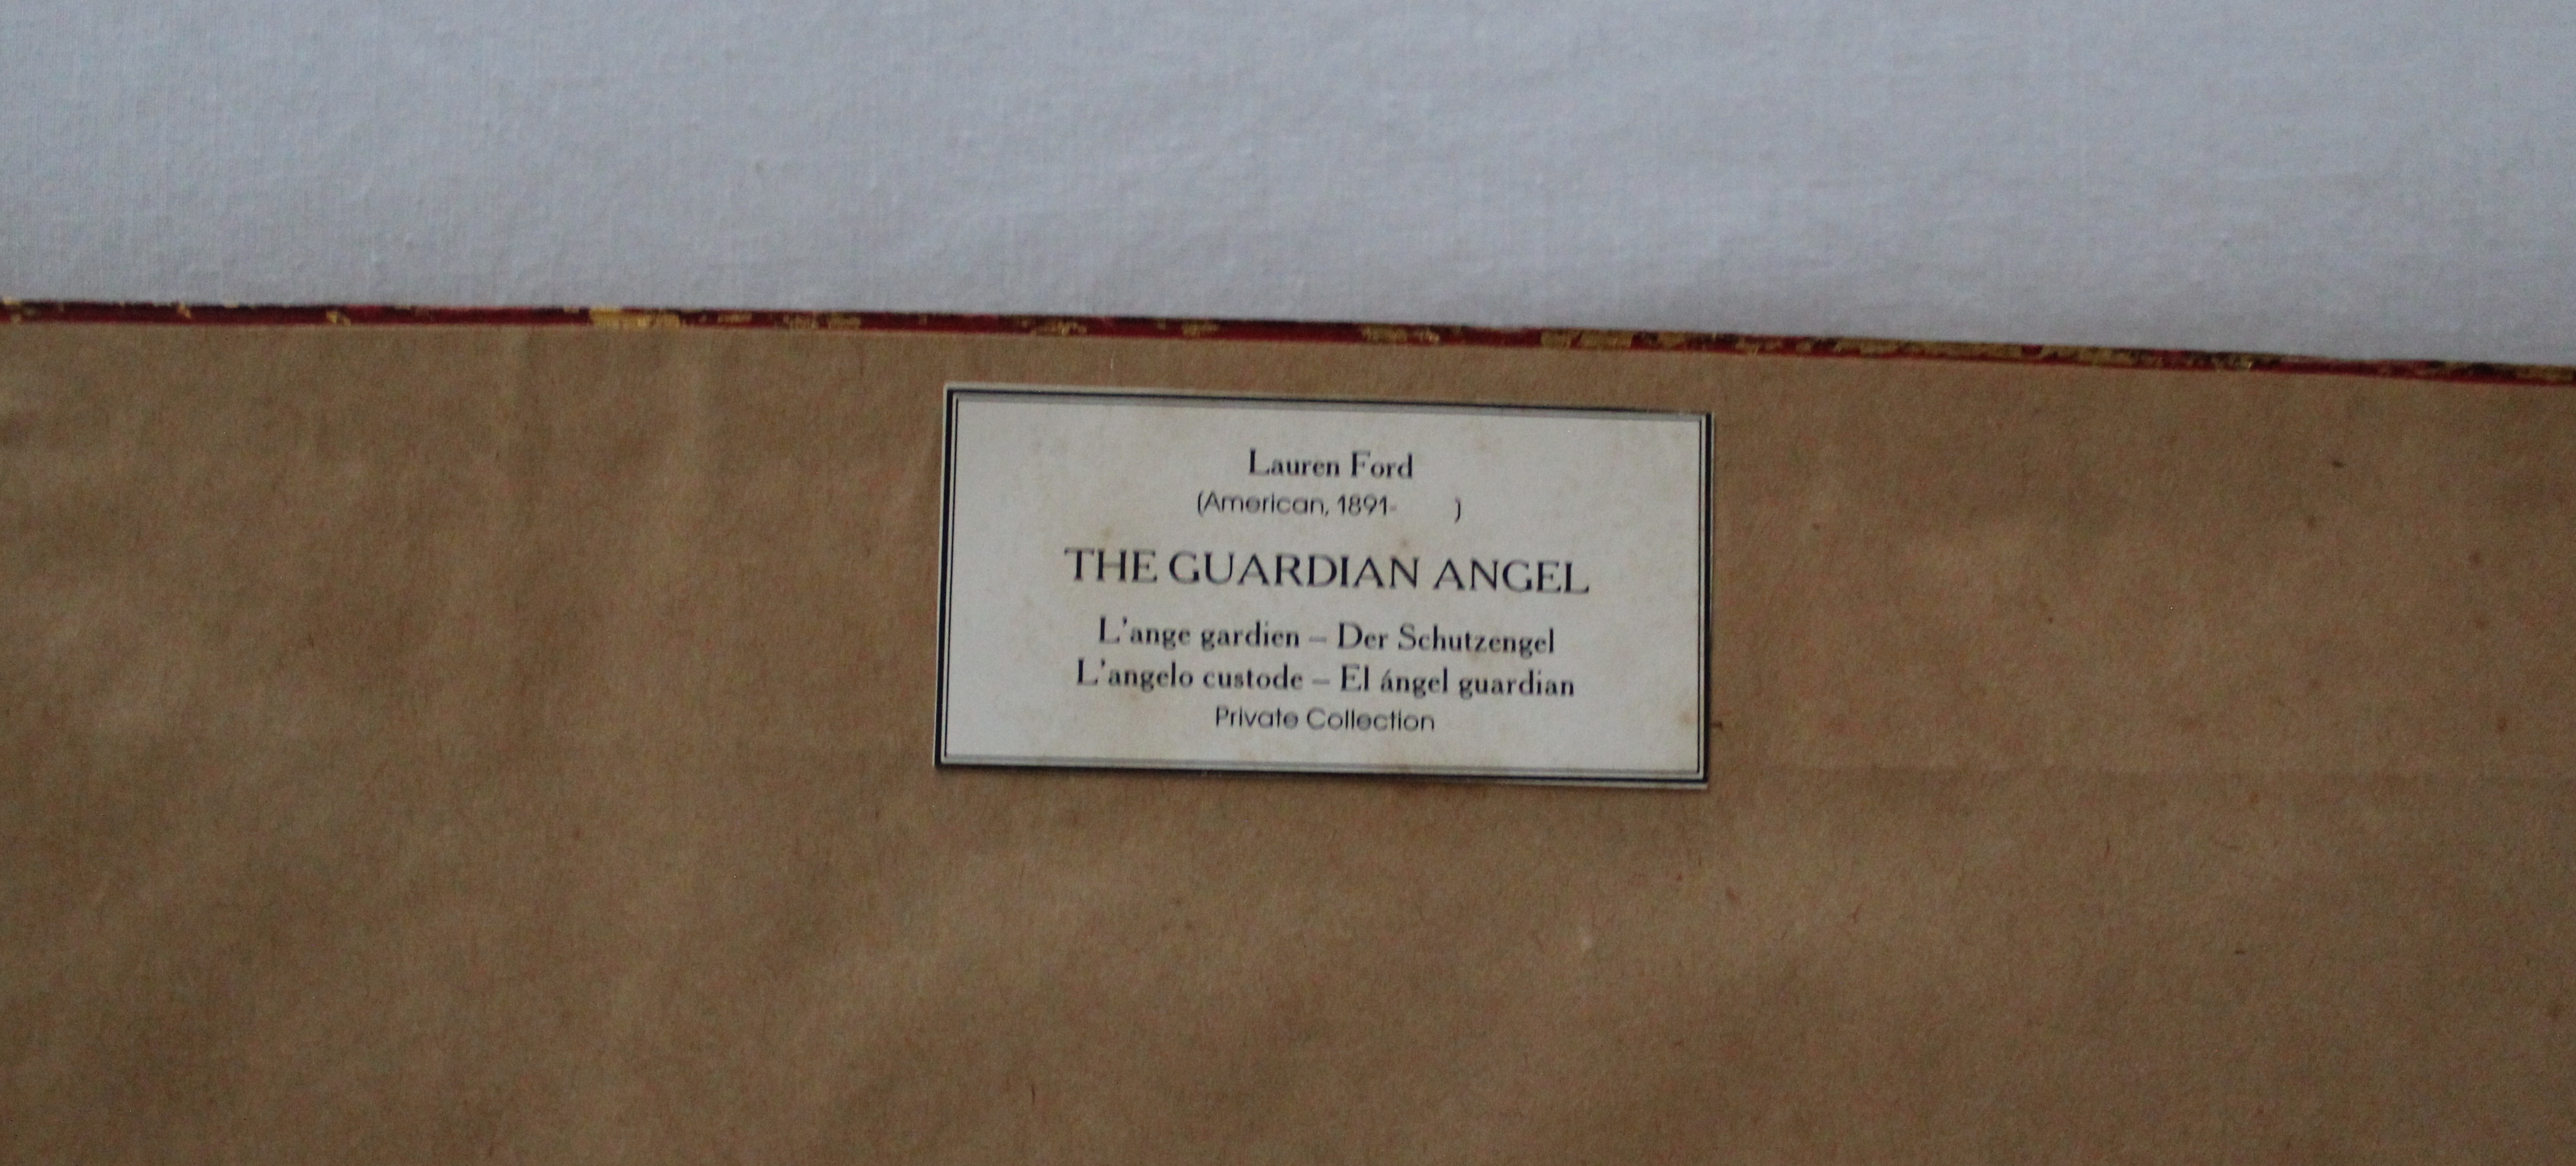 Lauren Ford
(American, 1891-      )
THE GUARDIAN ANGEL
L'ange gardien – Der Schutzengel
L'angelo custode – El ángel guardian
Private Collection